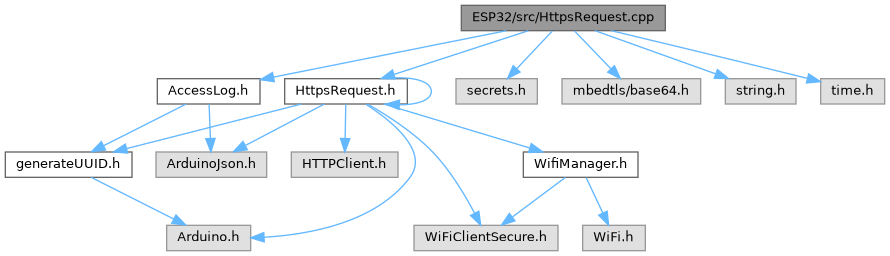 ESP32/src/HttpsRequest.cpp
AccessLog.h
HttpsRequest.h
secrets.h
mbedtls/base64.h
string.h
time.h
generateUUID.h
ArduinoJson.h
HTTPClient.h
WifiManager.h
Arduino.h
WiFiClientSecure.h
WiFi.h